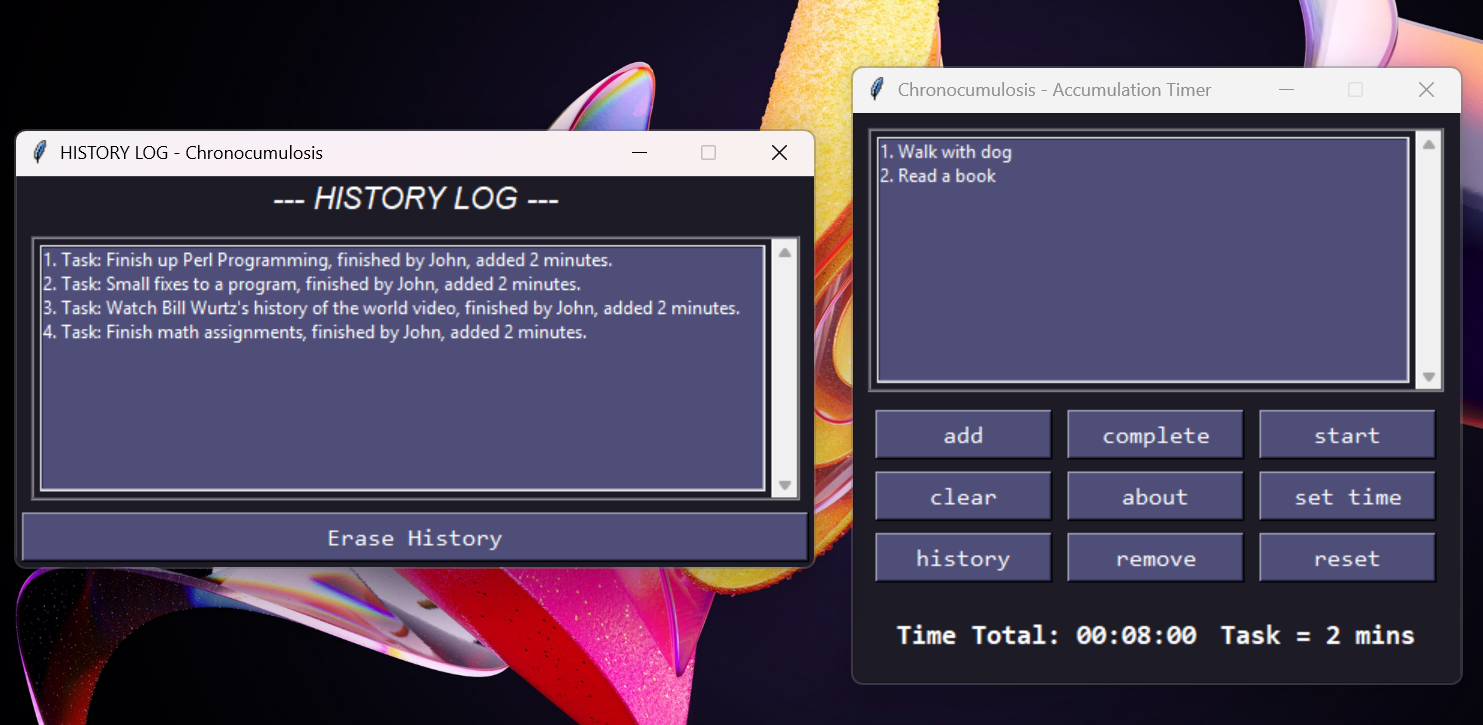 HISTORY LOG - Chronocumulosis
--- HISTORY LOG ---
1. Task: Finish up Perl Programming, finished by John, added 2 minutes.
2. Task: Small fixes to a program, finished by John, added 2 minutes.
3. Task: Watch Bill Wurtz's history of the world video, finished by John, added 2 minutes.
4. Task: Finish math assignments, finished by John, added 2 minutes.
Erase History
Chronocumulosis - Accumulation Timer
1. Walk with dog
2. Read a book
add complete start
clear about set time
history remove reset
Time Total: 00:08:00 Task = 2 mins